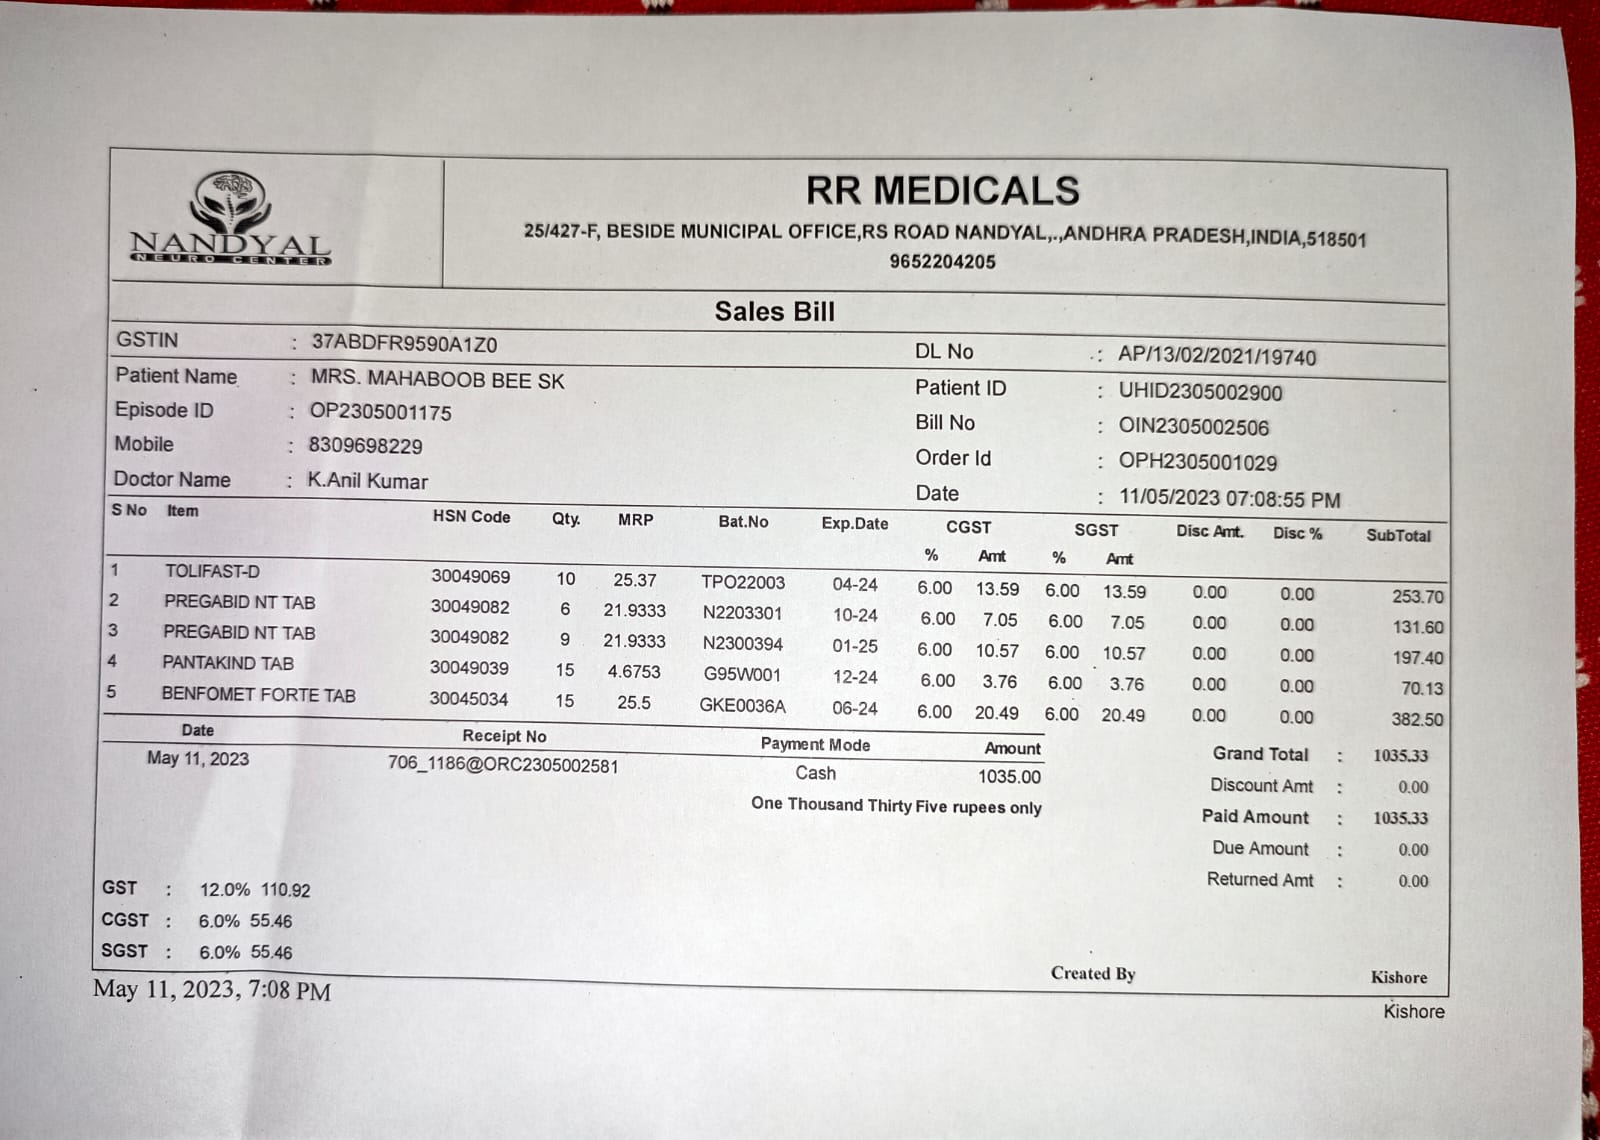 NANDYAL
NEURO CENTER
RR MEDICALS
25/427-F, BESIDE MUNICIPAL OFFICE,RS ROAD NANDYAL,.,ANDHRA PRADESH,INDIA,518501
9652204205
Sales Bill
GSTIN : 37ABDFR9590A1Z0 DL No : AP/13/02/2021/19740
Patient Name : MRS. MAHABOOB BEE SK Patient ID : UHID2305002900
Episode ID : OP2305001175 Bill No : OIN2305002506
Mobile : 8309698229 Order Id : OPH2305001029
Doctor Name : K.Anil Kumar Date : 11/05/2023 07:08:55 PM
S No Item HSN Code Qty. MRP Bat.No Exp.Date CGST SGST Disc Amt. Disc % SubTotal
% Amt % Amt
1 TOLIFAST-D 30049069 10 25.37 TPO22003 04-24 6.00 13.59 6.00 13.59 0.00 0.00 253.70
2 PREGABID NT TAB 30049082 6 21.9333 N2203301 10-24 6.00 7.05 6.00 7.05 0.00 0.00 131.60
3 PREGABID NT TAB 30049082 9 21.9333 N2300394 01-25 6.00 10.57 6.00 10.57 0.00 0.00 197.40
4 PANTAKIND TAB 30049039 15 4.6753 G95W001 12-24 6.00 3.76 6.00 3.76 0.00 0.00 70.13
5 BENFOMET FORTE TAB 30045034 15 25.5 GKE0036A 06-24 6.00 20.49 6.00 20.49 0.00 0.00 382.50
Date Receipt No Payment Mode Amount
May 11, 2023 706_1186@ORC2305002581 Cash 1035.00
One Thousand Thirty Five rupees only
Grand Total : 1035.33
Discount Amt : 0.00
Paid Amount : 1035.33
Due Amount : 0.00
Returned Amt : 0.00
GST : 12.0% 110.92
CGST : 6.0% 55.46
SGST : 6.0% 55.46
Created By Kishore
May 11, 2023, 7:08 PM
Kishore